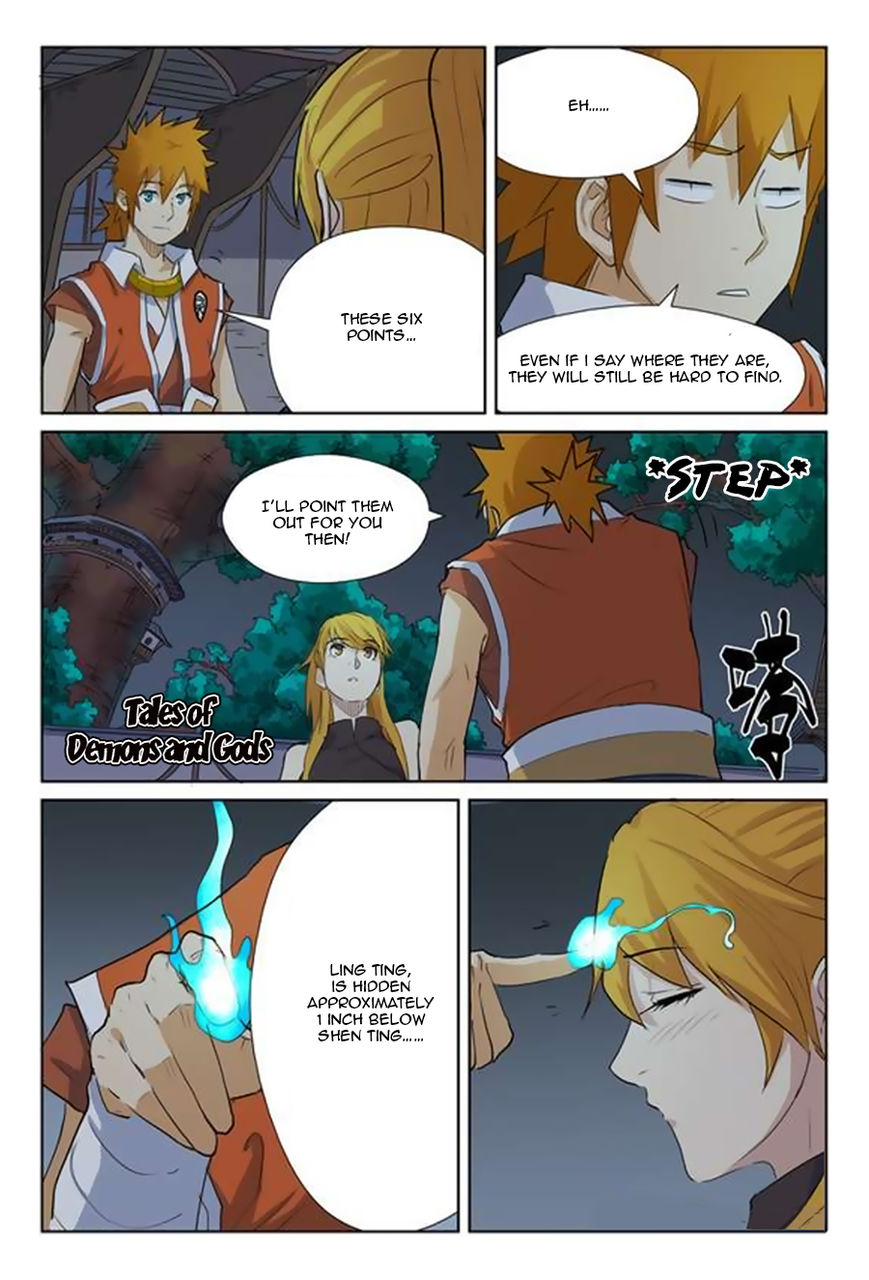 THESE SIX
POINTS...
EH......
EVEN IF I SAY WHERE THEY ARE,
THEY WILL STILL BE HARD TO FIND.
I'LL POINT THEM
OUT FOR YOU
THEN!
*STEP*
Tales of
Demons and Gods
LING TING,
IS HIDDEN
APPROXIMATELY
1 INCH BELOW
SHEN TING......